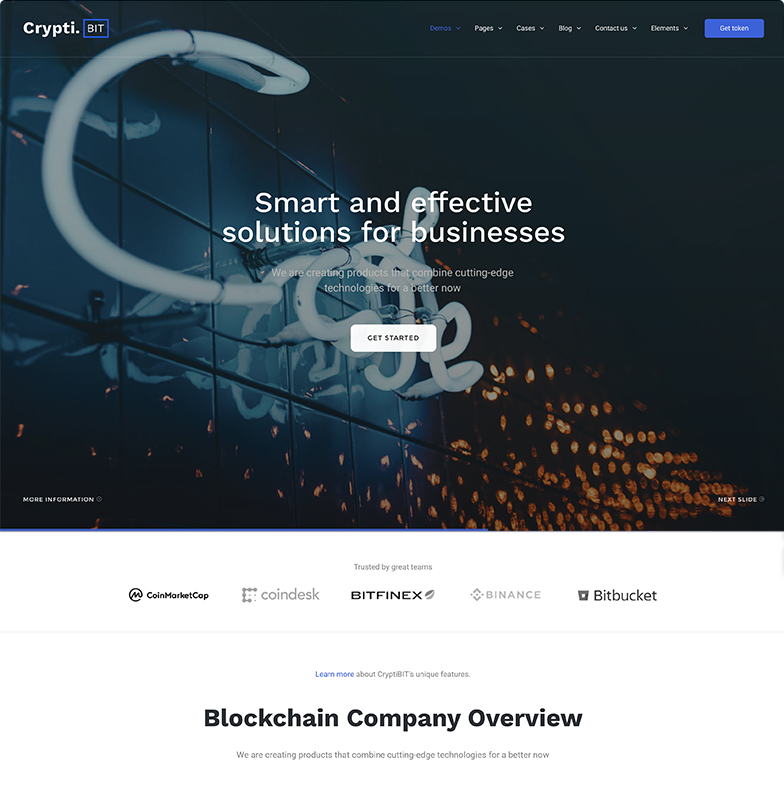 Crypti. BIT
Demos Pages Cases Blog Contact us Elements Get token
Smart and effective
solutions for businesses
We are creating products that combine cutting-edge
technologies for a better now
GET STARTED
MORE INFORMATION NEXT SLIDE
Trusted by great teams
CoinMarketCap coindesk BITFINEX BINANCE Bitbucket
Learn more about CryptiBIT's unique features.
Blockchain Company Overview
We are creating products that combine cutting-edge technologies for a better now